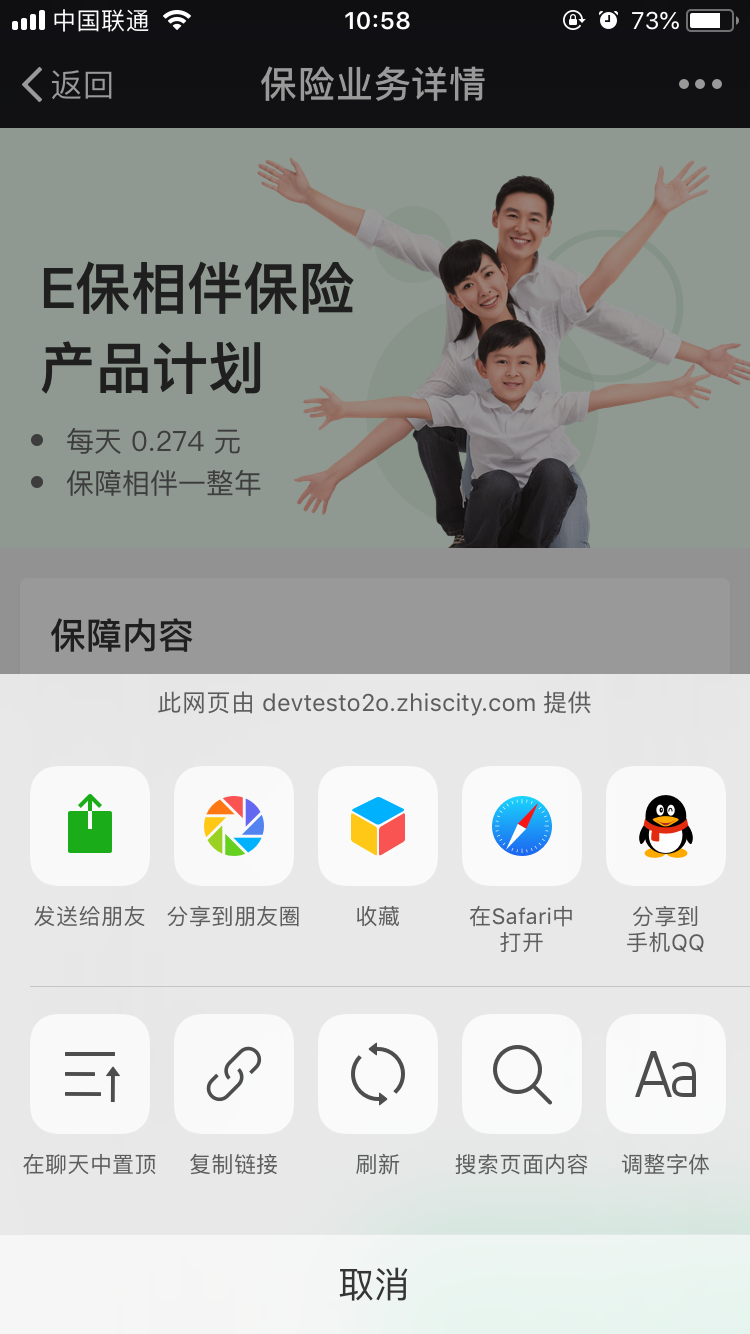 中国联通
10:58
73%
返回
保险业务详情
E保相伴保险
产品计划
每天 0.274 元
保障相伴一整年
保障内容
此网页由 devtesto2o.zhiscity.com 提供
发送给朋友
分享到朋友圈
收藏
在Safari中
打开
分享到
手机QQ
在聊天中置顶
复制链接
刷新
搜索页面内容
Aa
调整字体
取消